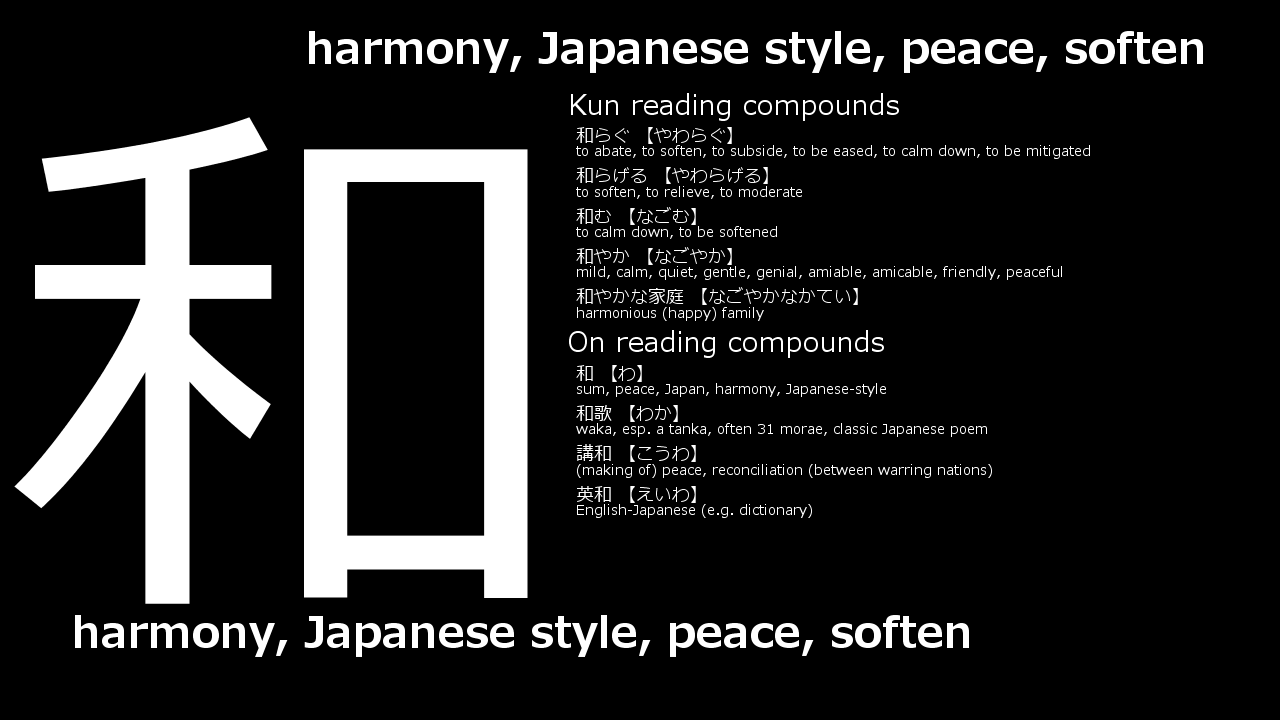 harmony, Japanese style, peace, soften
和
Kun reading compounds
和らぐ 【やわらぐ】
to abate, to soften, to subside, to be eased, to calm down, to be mitigated
和らげる 【やわらげる】
to soften, to relieve, to moderate
和む 【なごむ】
to calm down, to be softened
和やか 【なごやか】
mild, calm, quiet, gentle, genial, amiable, amicable, friendly, peaceful
和やかな家庭 【なごやかなかてい】
harmonious (happy) family
On reading compounds
和 【わ】
sum, peace, Japan, harmony, Japanese-style
和歌 【わか】
waka, esp. a tanka, often 31 morae, classic Japanese poem
講和 【こうわ】
(making of) peace, reconciliation (between warring nations)
英和 【えいわ】
English-Japanese (e.g. dictionary)
harmony, Japanese style, peace, soften